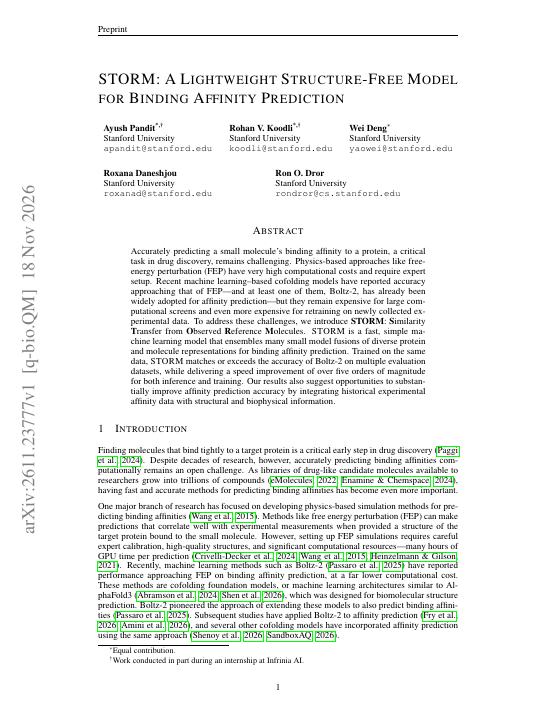 Preprint
STORM: A LIGHTWEIGHT STRUCTURE-FREE MODEL
FOR BINDING AFFINITY PREDICTION
Ayush Pandit*,† Rohan V. Koodli*,† Wei Deng*
Stanford University Stanford University Stanford University
apandit@stanford.edu koodli@stanford.edu yaowei@stanford.edu
Roxana Daneshjou Ron O. Dror
Stanford University Stanford University
roxanad@stanford.edu rondror@cs.stanford.edu
ABSTRACT
Accurately predicting a small molecule's binding affinity to a protein, a critical
task in drug discovery, remains challenging. Physics-based approaches like free-
energy perturbation (FEP) have very high computational costs and require expert
setup. Recent machine learning–based cofolding models have reported accuracy
approaching that of FEP—and at least one of them, Boltz-2, has already been
widely adopted for affinity prediction—but they remain expensive for large com-
putational screens and even more expensive for retraining on newly collected ex-
perimental data. To address these challenges, we introduce STORM: Similarity
Transfer from Observed Reference Molecules. STORM is a fast, simple ma-
chine learning model that ensembles many small model fusions of diverse protein
and molecule representations for binding affinity prediction. Trained on the same
data, STORM matches or exceeds the accuracy of Boltz-2 on multiple evaluation
datasets, while delivering a speed improvement of over five orders of magnitude
for both inference and training. Our results also suggest opportunities to substan-
tially improve affinity prediction accuracy by integrating historical experimental
affinity data with structural and biophysical information.
1 INTRODUCTION
Finding molecules that bind tightly to a target protein is a critical early step in drug discovery (Paggi
et al., 2024). Despite decades of research, however, accurately predicting binding affinities com-
putationally remains an open challenge. As libraries of drug-like candidate molecules available to
researchers grow into trillions of compounds (eMolecules, 2022; Enamine & Chemspace, 2024),
having fast and accurate methods for predicting binding affinities has become even more important.
One major branch of research has focused on developing physics-based simulation methods for pre-
dicting binding affinities (Wang et al., 2015). Methods like free energy perturbation (FEP) can make
predictions that correlate well with experimental measurements when provided a structure of the
target protein bound to the small molecule. However, setting up FEP simulations requires careful
expert calibration, high-quality structures, and significant computational resources—many hours of
GPU time per prediction (Crivelli-Decker et al., 2024; Wang et al., 2015; Heinzelmann & Gilson,
2021). Recently, machine learning methods such as Boltz-2 (Passaro et al., 2025) have reported
performance approaching FEP on binding affinity prediction, at a far lower computational cost.
These methods are cofolding foundation models, or machine learning architectures similar to Al-
phaFold3 (Abramson et al., 2024; Shen et al., 2026), which was designed for biomolecular structure
prediction. Boltz-2 pioneered the approach of extending these models to also predict binding affini-
ties (Passaro et al., 2025). Subsequent studies have applied Boltz-2 to affinity prediction (Fry et al.,
2026; Amini et al., 2026), and several other cofolding models have incorporated affinity prediction
using the same approach (Shenoy et al., 2026; SandboxAQ, 2026).
*Equal contribution.
†Work conducted in part during an internship at Infrinia AI.
1
arXiv:2611.23777v1 [q-bio.QM] 18 Nov 2026